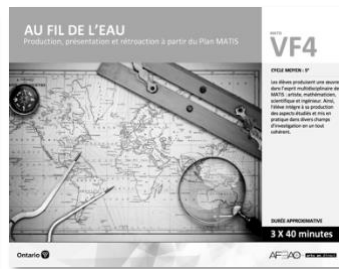 AU FIL DE L'EAU
Production, présentation et rétroaction à partir du Plan MATIS
VF4
CYCLE MOYEN : 5e
Les élèves produisent une œuvre
dans l'esprit multidisciplinaire de
MATIS : artiste, mathématicien,
scientifique et ingénieur. Ainsi,
l'élève intègre à sa production
des aspects étudiés et mis en
pratique dans divers champs
d'investigation en un tout
cohérent.
DURÉE APPROXIMATIVE
3 X 40 minutes
Ontario
AFÉAO